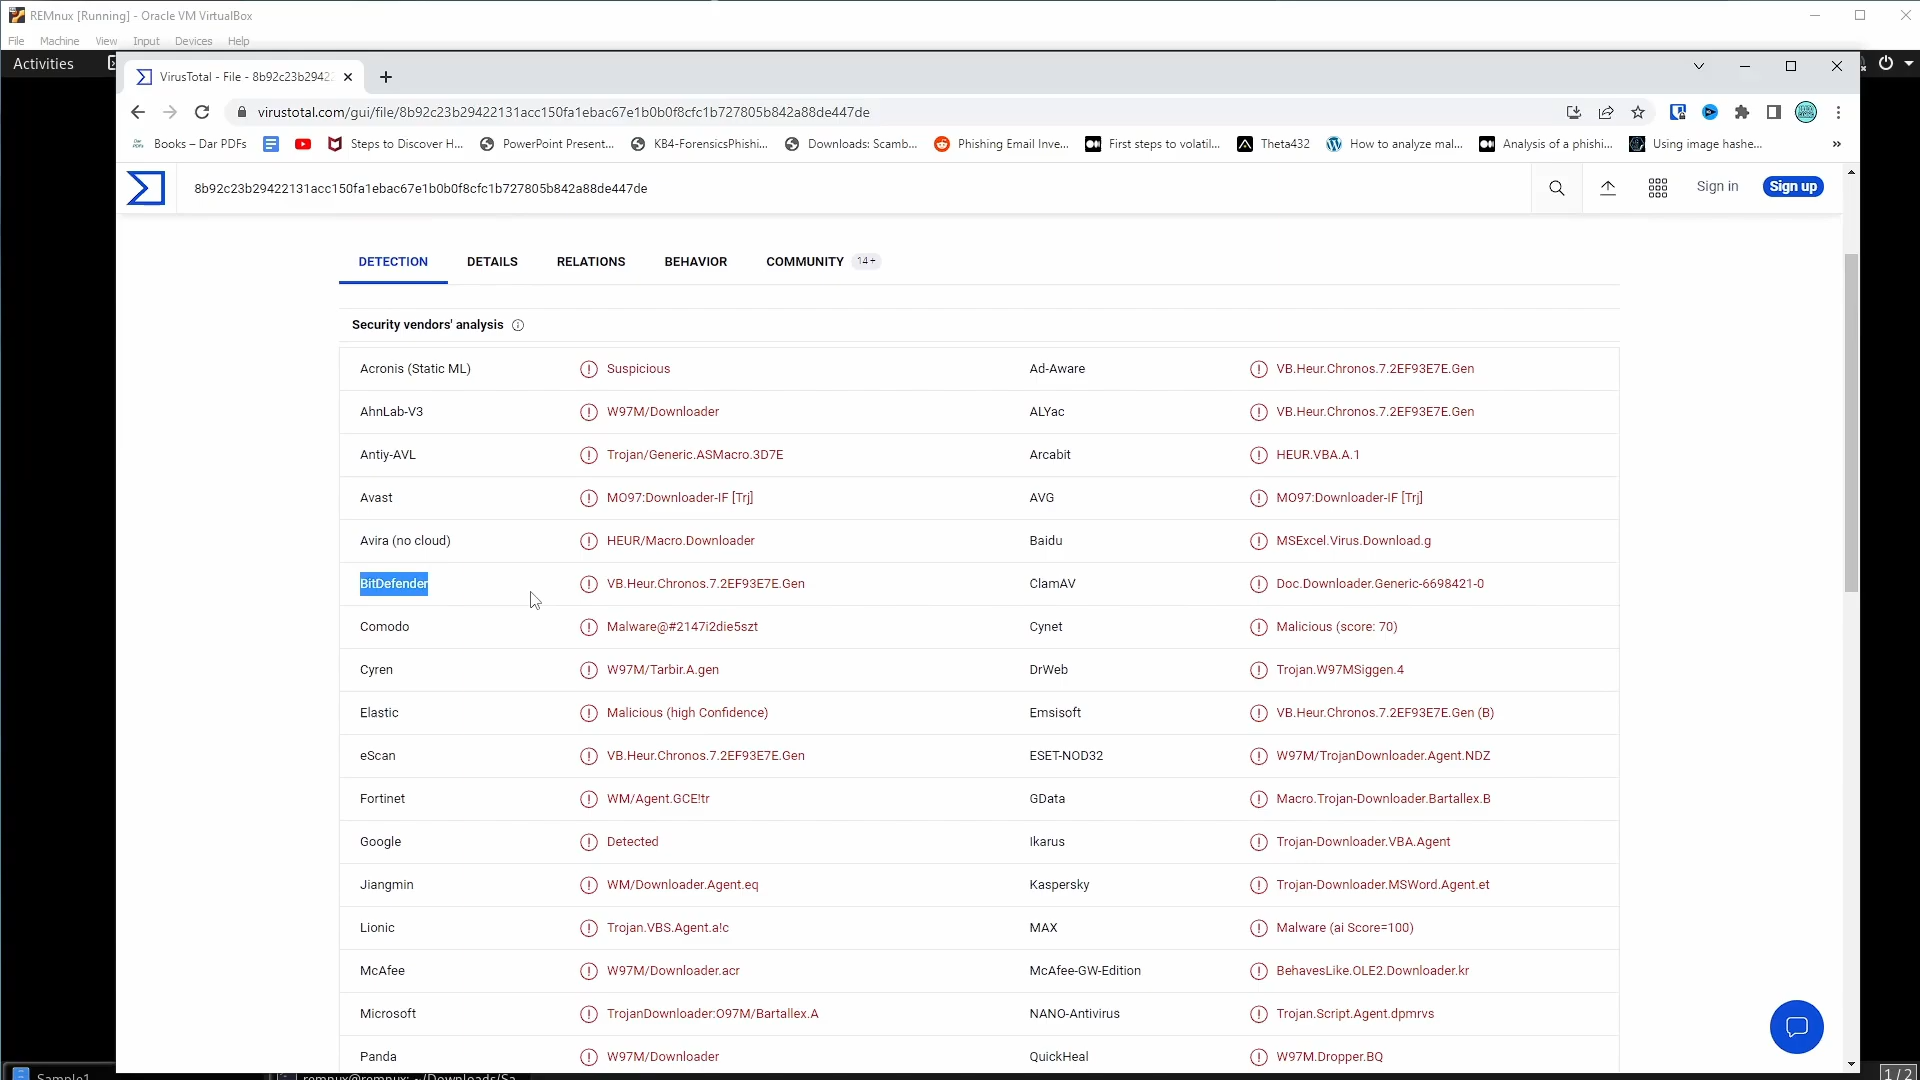 REMnux [Running] - Oracle VM VirtualBox
File Machine View Input Devices Help
Activities
VirusTotal - File - 8b92c23b29422
virustotal.com/gui/file/8b92c23b29422131acc150fa1ebac67e1b0b0f8cfc1b727805b842a88de447de
Books – Dar PDFs Steps to Discover H... PowerPoint Present... KB4-ForensicsPhishi... Downloads: Scamb... Phishing Email Inve... First steps to volatil... Theta432 How to analyze mal... Analysis of a phishi... Using image hashe... »
8b92c23b29422131acc150fa1ebac67e1b0b0f8cfc1b727805b842a88de447de Sign in Sign up
DETECTION DETAILS RELATIONS BEHAVIOR COMMUNITY 14+
Security vendors' analysis
Acronis (Static ML) Suspicious Ad-Aware VB.Heur.Chronos.7.2EF93E7E.Gen
AhnLab-V3 W97M/Downloader ALYac VB.Heur.Chronos.7.2EF93E7E.Gen
Antiy-AVL Trojan/Generic.ASMacro.3D7E Arcabit HEUR.VBA.A.1
Avast MO97:Downloader-IF [Trj] AVG MO97:Downloader-IF [Trj]
Avira (no cloud) HEUR/Macro.Downloader Baidu MSExcel.Virus.Download.g
BitDefender VB.Heur.Chronos.7.2EF93E7E.Gen ClamAV Doc.Downloader.Generic-6698421-0
Comodo Malware@#2147i2die5szt Cynet Malicious (score: 70)
Cyren W97M/Tarbir.A.gen DrWeb Trojan.W97MSiggen.4
Elastic Malicious (high Confidence) Emsisoft VB.Heur.Chronos.7.2EF93E7E.Gen (B)
eScan VB.Heur.Chronos.7.2EF93E7E.Gen ESET-NOD32 W97M/TrojanDownloader.Agent.NDZ
Fortinet WM/Agent.GCE!tr GData Macro.Trojan-Downloader.Bartallex.B
Google Detected Ikarus Trojan-Downloader.VBA.Agent
Jiangmin WM/Downloader.Agent.eq Kaspersky Trojan-Downloader.MSWord.Agent.et
Lionic Trojan.VBS.Agent.a!c MAX Malware (ai Score=100)
McAfee W97M/Downloader.acr McAfee-GW-Edition BehavesLike.OLE2.Downloader.kr
Microsoft TrojanDownloader:O97M/Bartallex.A NANO-Antivirus Trojan.Script.Agent.dpmrvs
Panda W97M/Downloader QuickHeal W97M.Dropper.BQ
Sample1 remnux@remnux: ~/Downloads/Sa... 1 / 2